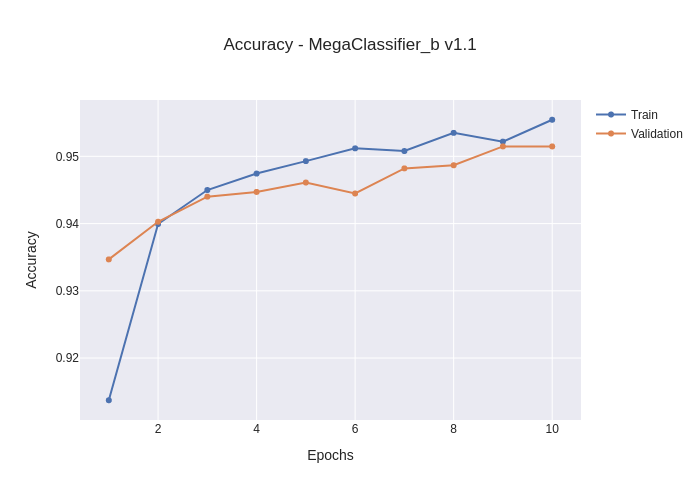 Accuracy - MegaClassifier_b v1.1
Train
Validation
0.95
0.94
0.93
0.92
Accuracy
2 4 6 8 10
Epochs